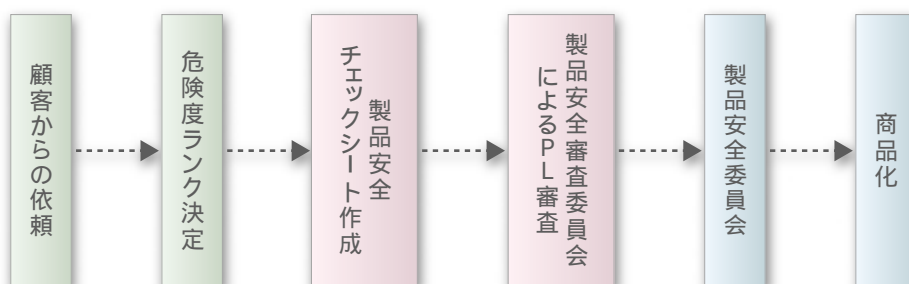 顧客からの依頼
危険度ランク決定
製品安全
チェックシート作成
製品安全審査委員会
によるPL審査
製品安全委員会
商品化